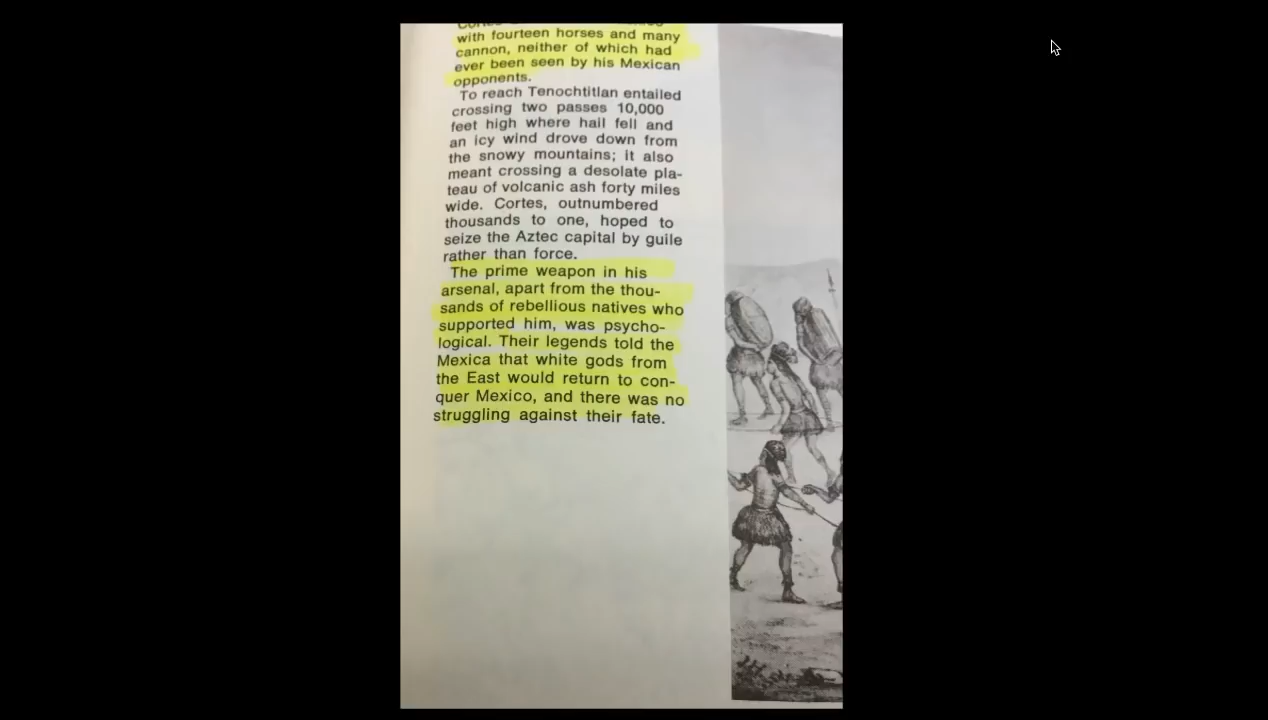 with fourteen horses and many
cannon, neither of which had
ever been seen by his Mexican
opponents.
To reach Tenochtitlan entailed
crossing two passes 10,000
feet high where hail fell and
an icy wind drove down from
the snowy mountains; it also
meant crossing a desolate pla-
teau of volcanic ash forty miles
wide. Cortes, outnumbered
thousands to one, hoped to
seize the Aztec capital by guile
rather than force.
The prime weapon in his
arsenal, apart from the thou-
sands of rebellious natives who
supported him, was psycho-
logical. Their legends told the
Mexica that white gods from
the East would return to con-
quer Mexico, and there was no
struggling against their fate.